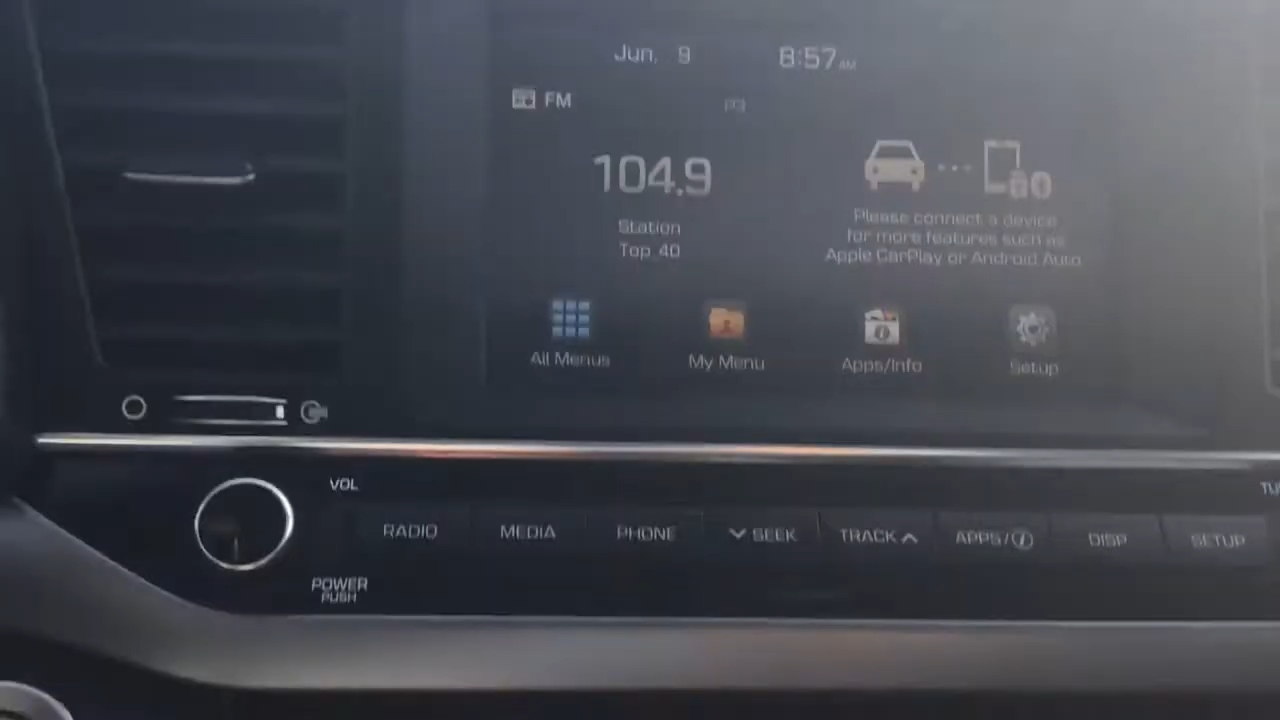 Jun. 9 8:57 AM
FM
104.9
Station
Top 40
Please connect a device
for more features such as
Apple CarPlay or Android Auto.
All Menus My Menu Apps/Info Setup
VOL
RADIO MEDIA PHONE SEEK TRACK APPS/i DISP SETUP
POWER
PUSH